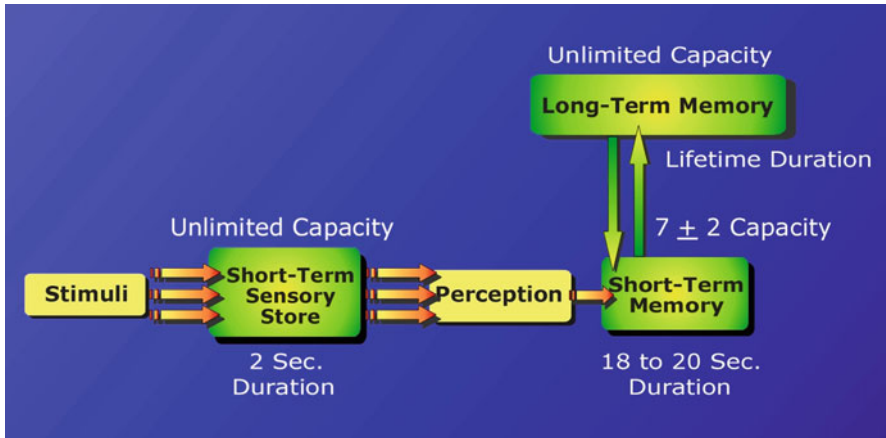 Unlimited Capacity
Long-Term Memory
Lifetime Duration
Unlimited Capacity
7 ± 2 Capacity
Stimuli
Short-Term
Sensory
Store
Perception
Short-Term
Memory
2 Sec.
Duration
18 to 20 Sec.
Duration